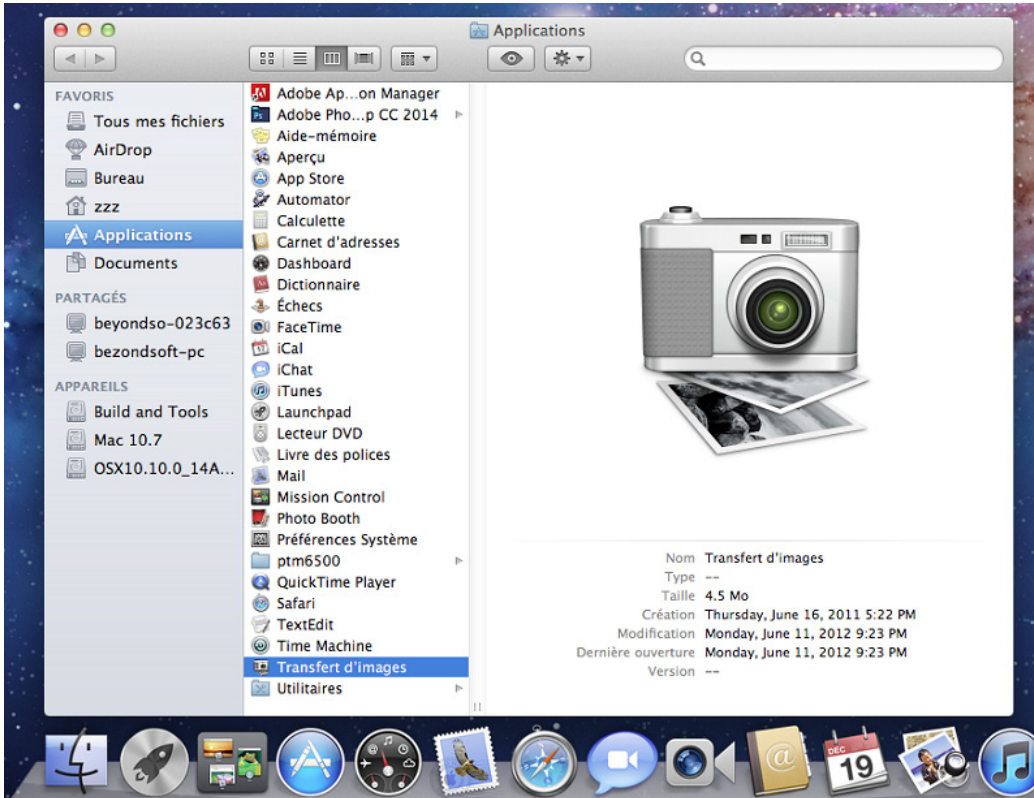 Applications
FAVORIS
Tous mes fichiers
AirDrop
Bureau
zzz
Applications
Documents
PARTAGÉS
beyondso-023c63
bezondsoft-pc
APPAREILS
Build and Tools
Mac 10.7
OSX10.10.0_14A...
Adobe Ap...on Manager
Adobe Pho...p CC 2014
Aide-mémoire
Aperçu
App Store
Automator
Calculette
Carnet d'adresses
Dashboard
Dictionnaire
Échecs
FaceTime
iCal
iChat
iTunes
Launchpad
Lecteur DVD
Livre des polices
Mail
Mission Control
Photo Booth
Préférences Système
ptm6500
QuickTime Player
Safari
TextEdit
Time Machine
Transfert d'images
Utilitaires
Nom Transfert d'images
Type --
Taille 4.5 Mo
Création Thursday, June 16, 2011 5:22 PM
Modification Monday, June 11, 2012 9:23 PM
Dernière ouverture Monday, June 11, 2012 9:23 PM
Version --
DEC
19